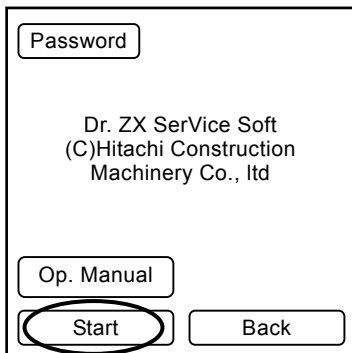 Password
Dr. ZX SerVice Soft
(C)Hitachi Construction
Machinery Co., ltd
Op. Manual
Start
Back